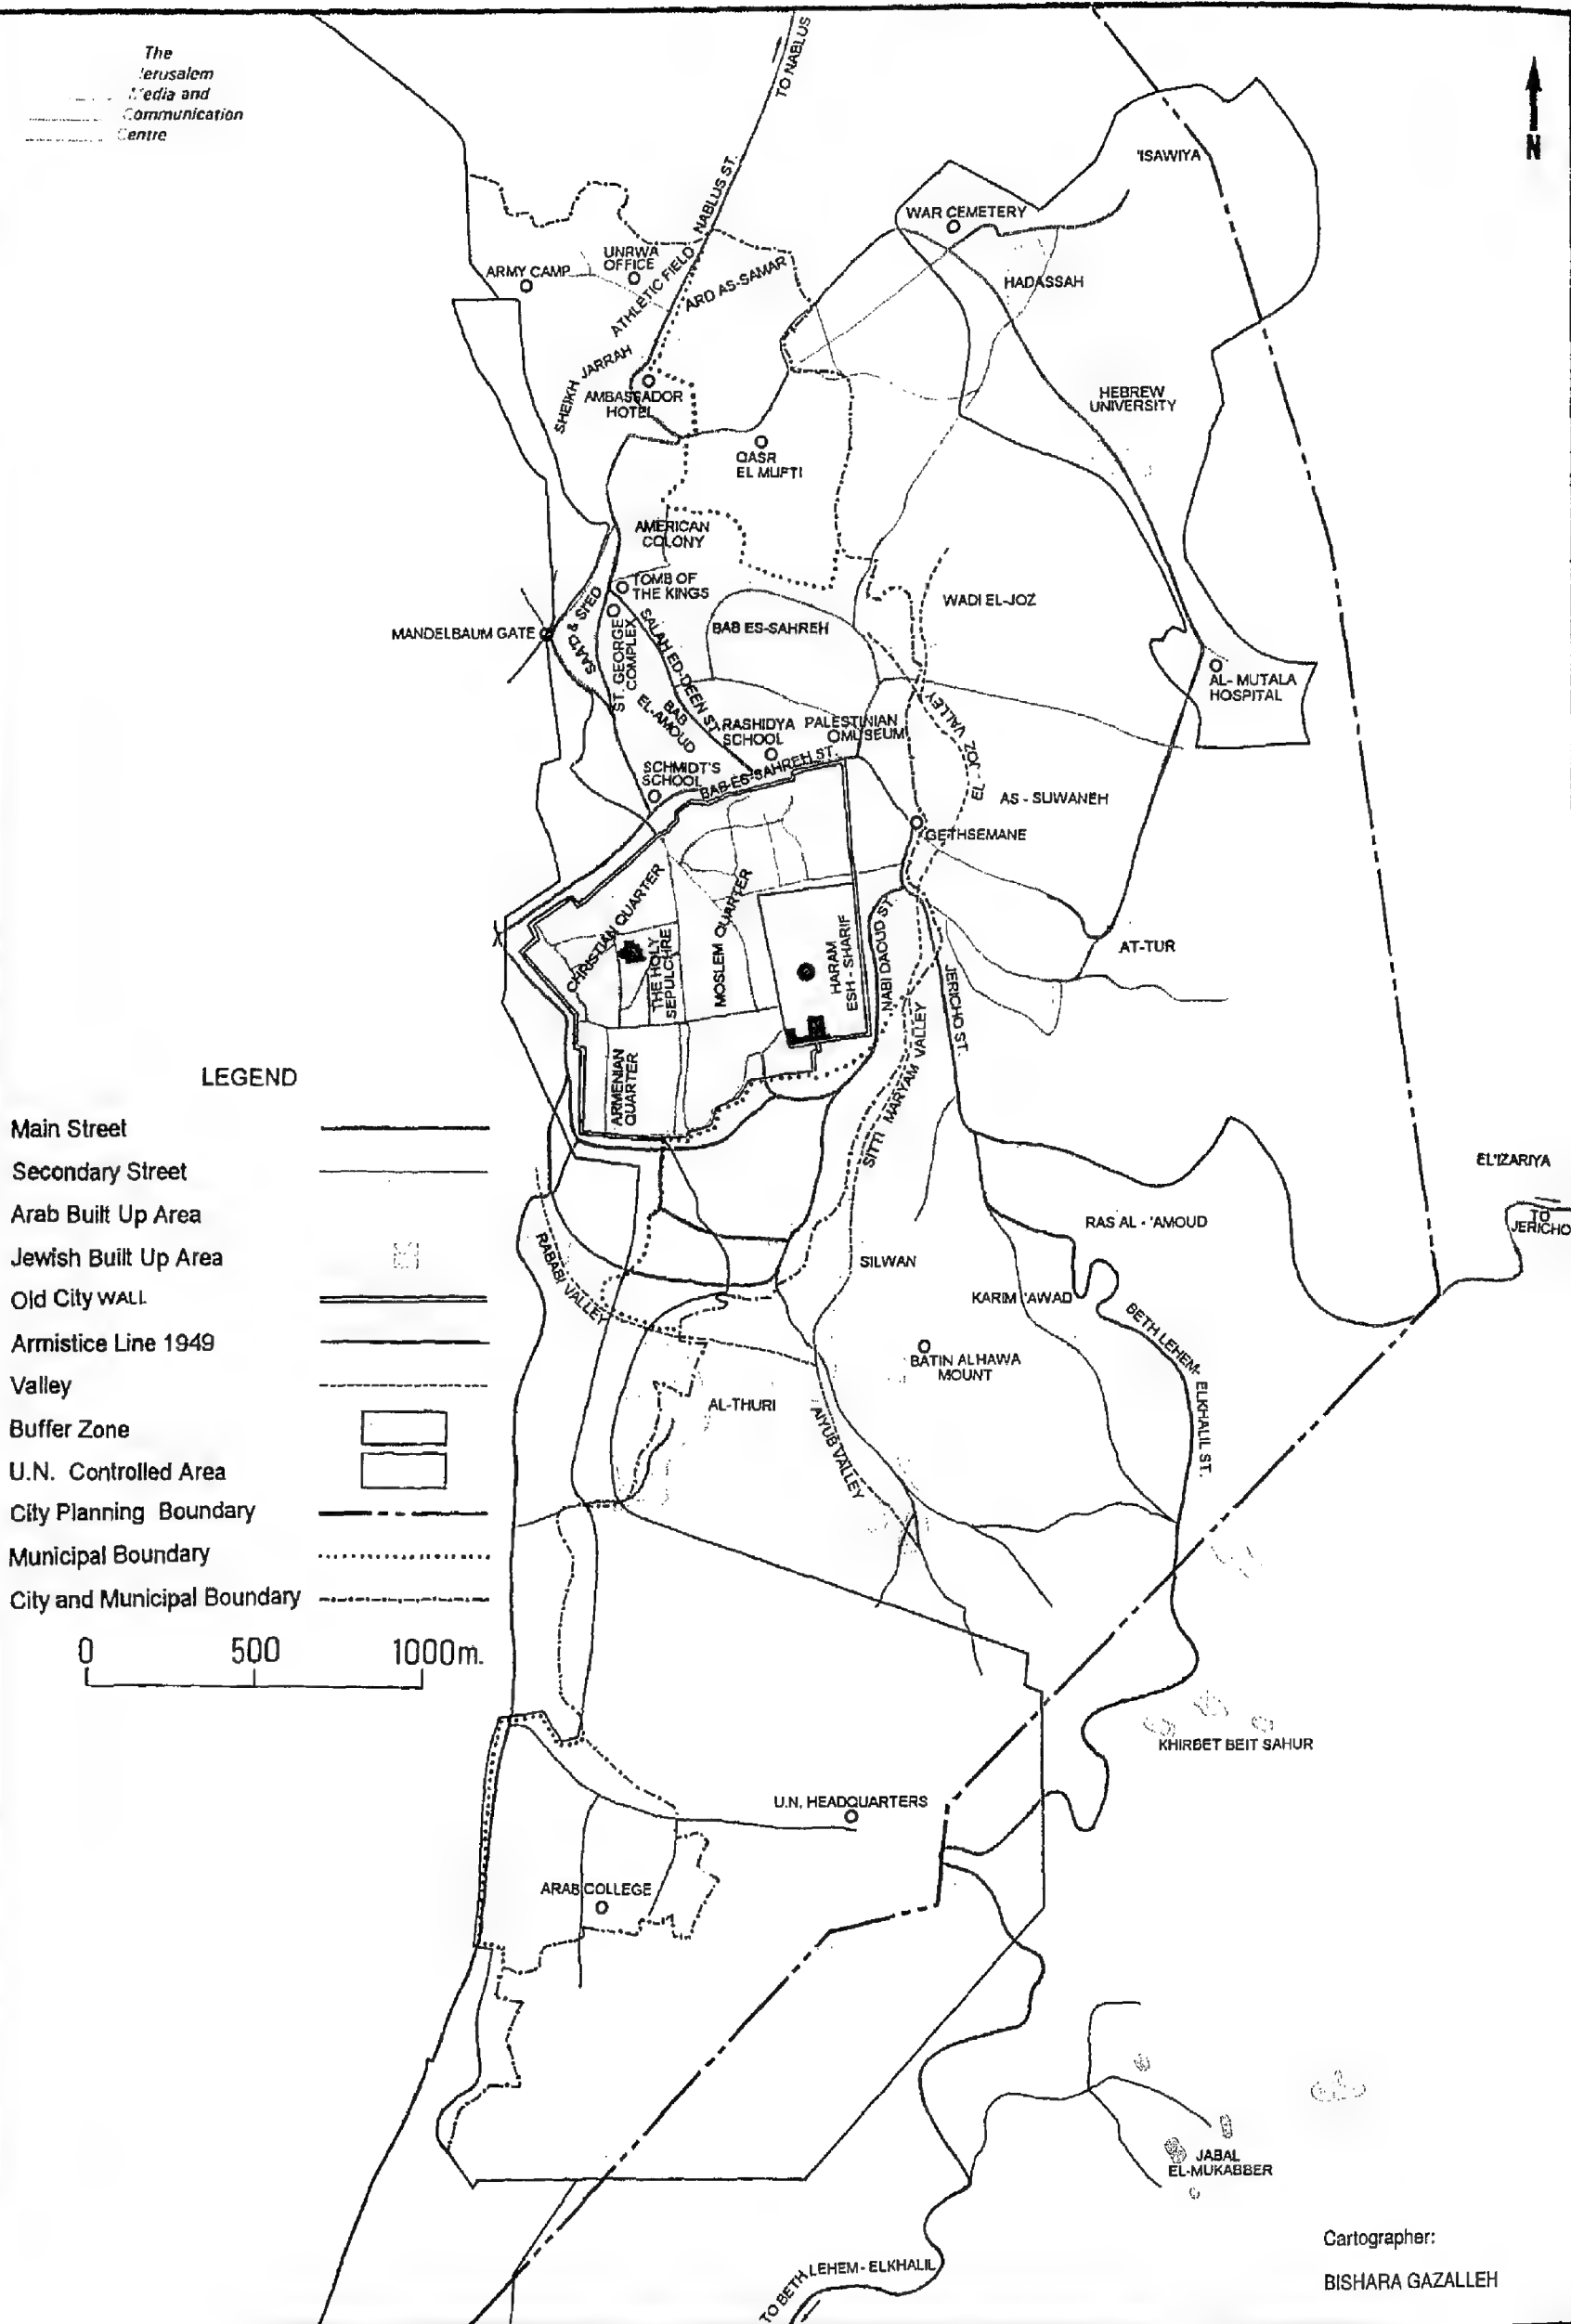 The
Jerusalem
Media and
Communication
Centre
TO NABLUS
N
'ISAWIYA
NABLUS ST.
WAR CEMETERY
UNRWA
OFFICE
ARMY CAMP
ATHLETIC FIELD
ARD AS-SAMAR
HADASSAH
SHEIKH JARRAH
AMBASSADOR
HOTEL
HEBREW
UNIVERSITY
QASR
EL MUFTI
AMERICAN
COLONY
TOMB OF
THE KINGS
WADI EL-JOZ
MANDELBAUM GATE
SAA'D & SI'ED
ST. GEORGE
COMPLEX
SALAH ED-DEEN ST.
BAB ES-SAHREH
AL- MUTALA
HOSPITAL
BAB
EL-AMOUD
RASHIDYA
SCHOOL
PALESTINIAN
MUSEUM
EL - JOZ VALLEY
SCHMIDT'S
SCHOOL
BAB-ES-SAHREH ST.
AS - SUWANEH
GETHSEMANE
CHRISTIAN QUARTER
THE HOLY
SEPULCHRE
MOSLEM QUARTER
HARAM
ESH - SHARIF
NABI DAOUD ST.
AT-TUR
JERICHO ST.
ARMENIAN
QUARTER
SITTI MARYAM VALLEY
LEGEND
Main Street
Secondary Street
Arab Built Up Area
Jewish Built Up Area
Old City WALL
Armistice Line 1949
Valley
Buffer Zone
U.N. Controlled Area
City Planning Boundary
Municipal Boundary
City and Municipal Boundary
0 500 1000m.
EL'IZARIYA
TO
JERICHO
RAS AL - 'AMOUD
RABABI VALLEY
SILWAN
KARIM 'AWAD
BETH LEHEM- ELKHALIL ST.
BATIN ALHAWA
MOUNT
AL-THURI
AIYUB VALLEY
KHIRBET BEIT SAHUR
U.N. HEADQUARTERS
ARAB COLLEGE
JABAL
EL-MUKABBER
TO BETH LEHEM - ELKHALIL
Cartographer:
BISHARA GAZALLEH